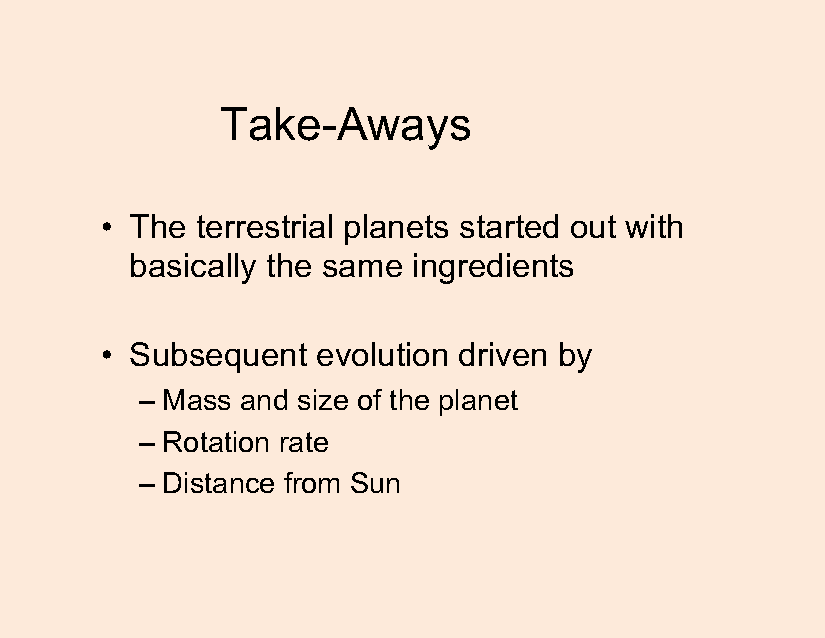 Take-Aways
• The terrestrial planets started out with
basically the same ingredients
• Subsequent evolution driven by
– Mass and size of the planet
– Rotation rate
– Distance from Sun